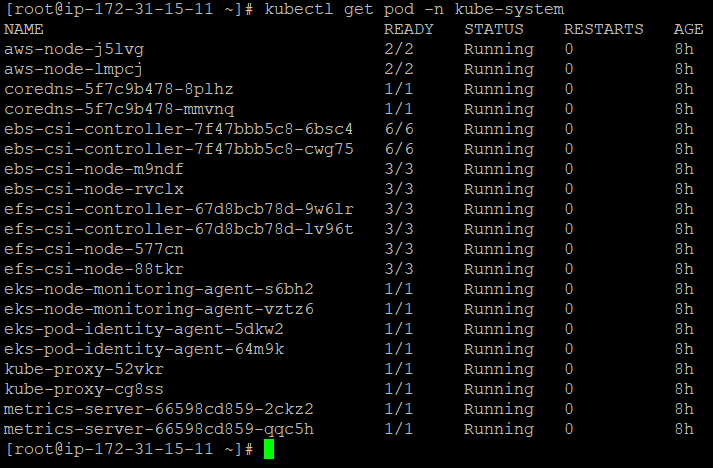 [root@ip-172-31-15-11 ~]# kubectl get pod -n kube-system
NAME READY STATUS RESTARTS AGE
aws-node-j5lvg 2/2 Running 0 8h
aws-node-lmpcj 2/2 Running 0 8h
coredns-5f7c9b478-8plhz 1/1 Running 0 8h
coredns-5f7c9b478-mmvnq 1/1 Running 0 8h
ebs-csi-controller-7f47bbb5c8-6bsc4 6/6 Running 0 8h
ebs-csi-controller-7f47bbb5c8-cwg75 6/6 Running 0 8h
ebs-csi-node-m9ndf 3/3 Running 0 8h
ebs-csi-node-rvclx 3/3 Running 0 8h
efs-csi-controller-67d8bcb78d-9w6lr 3/3 Running 0 8h
efs-csi-controller-67d8bcb78d-lv96t 3/3 Running 0 8h
efs-csi-node-577cn 3/3 Running 0 8h
efs-csi-node-88tkr 3/3 Running 0 8h
eks-node-monitoring-agent-s6bh2 1/1 Running 0 8h
eks-node-monitoring-agent-vztz6 1/1 Running 0 8h
eks-pod-identity-agent-5dkw2 1/1 Running 0 8h
eks-pod-identity-agent-64m9k 1/1 Running 0 8h
kube-proxy-52vkr 1/1 Running 0 8h
kube-proxy-cg8ss 1/1 Running 0 8h
metrics-server-66598cd859-2ckz2 1/1 Running 0 8h
metrics-server-66598cd859-qqc5h 1/1 Running 0 8h
[root@ip-172-31-15-11 ~]#